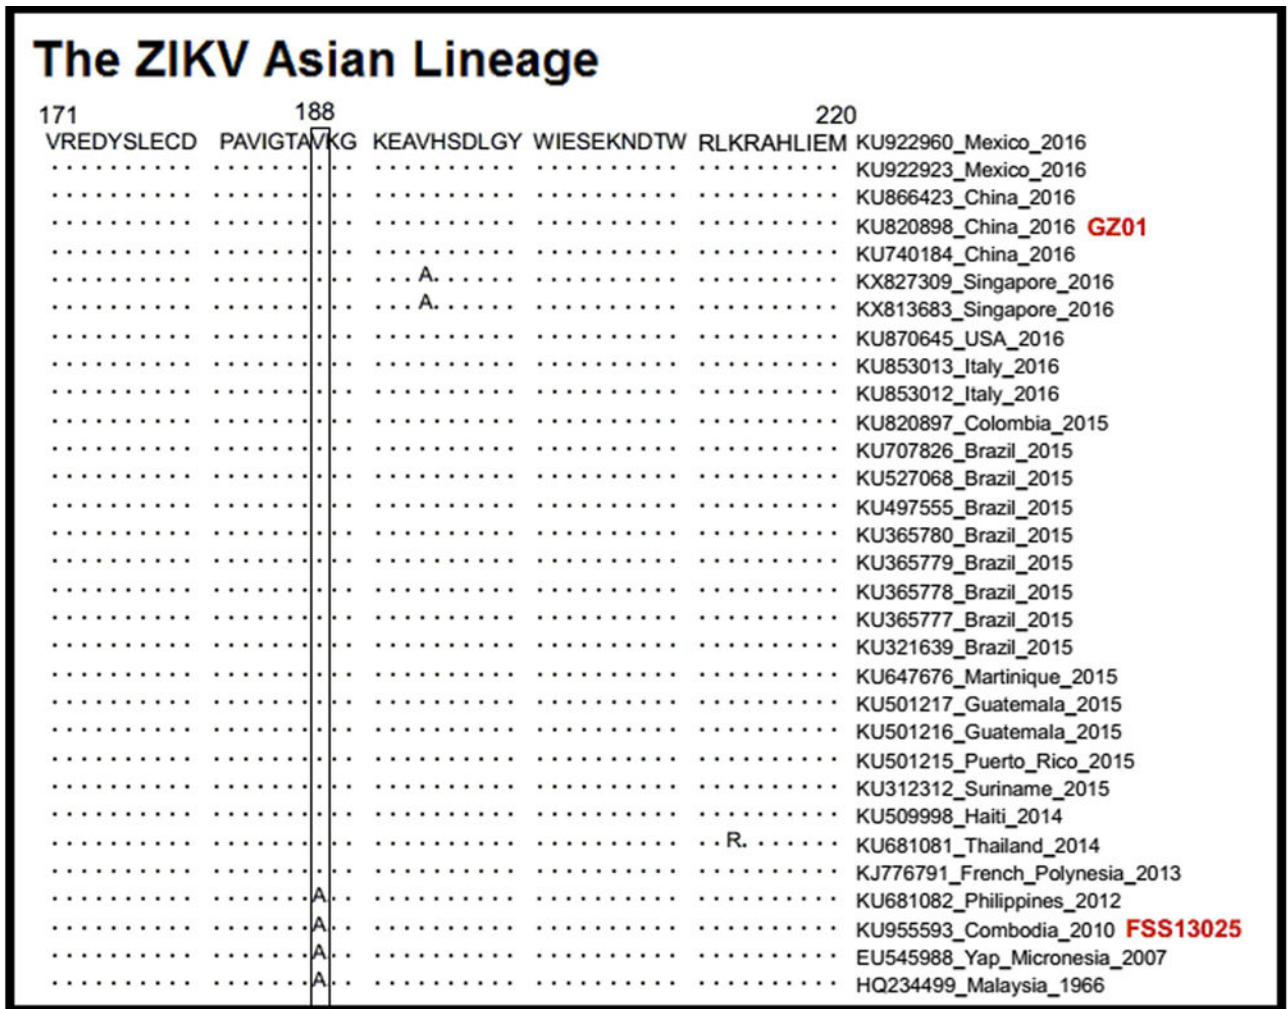 The ZIKV Asian Lineage
171 188 220
VREDYSLECD PAVIGTAVKG KEAVHSDLGY WIESEKNDTW RLKRAHLIEM KU922960_Mexico_2016
.......... .......... .......... .......... .......... KU922923_Mexico_2016
.......... .......... .......... .......... .......... KU866423_China_2016
.......... .......... .......... .......... .......... KU820898_China_2016 GZ01
.......... .......... .......... .......... .......... KU740184_China_2016
.......... .......... ...A...... .......... .......... KX827309_Singapore_2016
.......... .......... ...A...... .......... .......... KX813683_Singapore_2016
.......... .......... .......... .......... .......... KU870645_USA_2016
.......... .......... .......... .......... .......... KU853013_Italy_2016
.......... .......... .......... .......... .......... KU853012_Italy_2016
.......... .......... .......... .......... .......... KU820897_Colombia_2015
.......... .......... .......... .......... .......... KU707826_Brazil_2015
.......... .......... .......... .......... .......... KU527068_Brazil_2015
.......... .......... .......... .......... .......... KU497555_Brazil_2015
.......... .......... .......... .......... .......... KU365780_Brazil_2015
.......... .......... .......... .......... .......... KU365779_Brazil_2015
.......... .......... .......... .......... .......... KU365778_Brazil_2015
.......... .......... .......... .......... .......... KU365777_Brazil_2015
.......... .......... .......... .......... .......... KU321639_Brazil_2015
.......... .......... .......... .......... .......... KU647676_Martinique_2015
.......... .......... .......... .......... .......... KU501217_Guatemala_2015
.......... .......... .......... .......... .......... KU501216_Guatemala_2015
.......... .......... .......... .......... .......... KU501215_Puerto_Rico_2015
.......... .......... .......... .......... .......... KU312312_Suriname_2015
.......... .......... .......... .......... .......... KU509998_Haiti_2014
.......... .......... .......... .......... ..R....... KU681081_Thailand_2014
.......... .......... .......... .......... .......... KJ776791_French_Polynesia_2013
.......... .......A.. .......... .......... .......... KU681082_Philippines_2012
.......... .......A.. .......... .......... .......... KU955593_Combodia_2010 FSS13025
.......... .......A.. .......... .......... .......... EU545988_Yap_Micronesia_2007
.......... .......A.. .......... .......... .......... HQ234499_Malaysia_1966